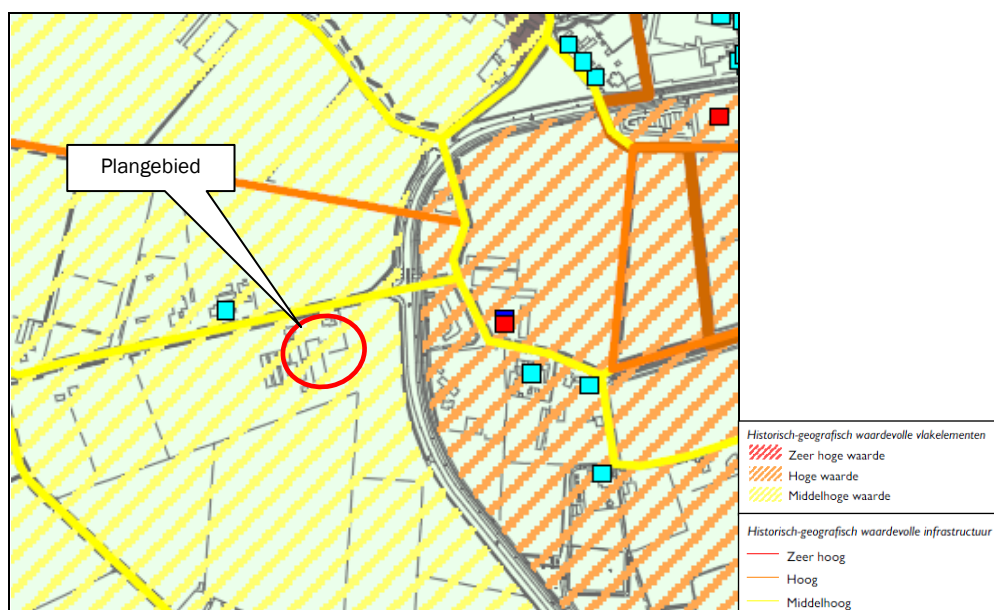 Plangebied
Historisch-geografisch waardevolle vlakelementen
Zeer hoge waarde
Hoge waarde
Middelhoge waarde
Historisch-geografisch waardevolle infrastructuur
Zeer hoog
Hoog
Middelhoog